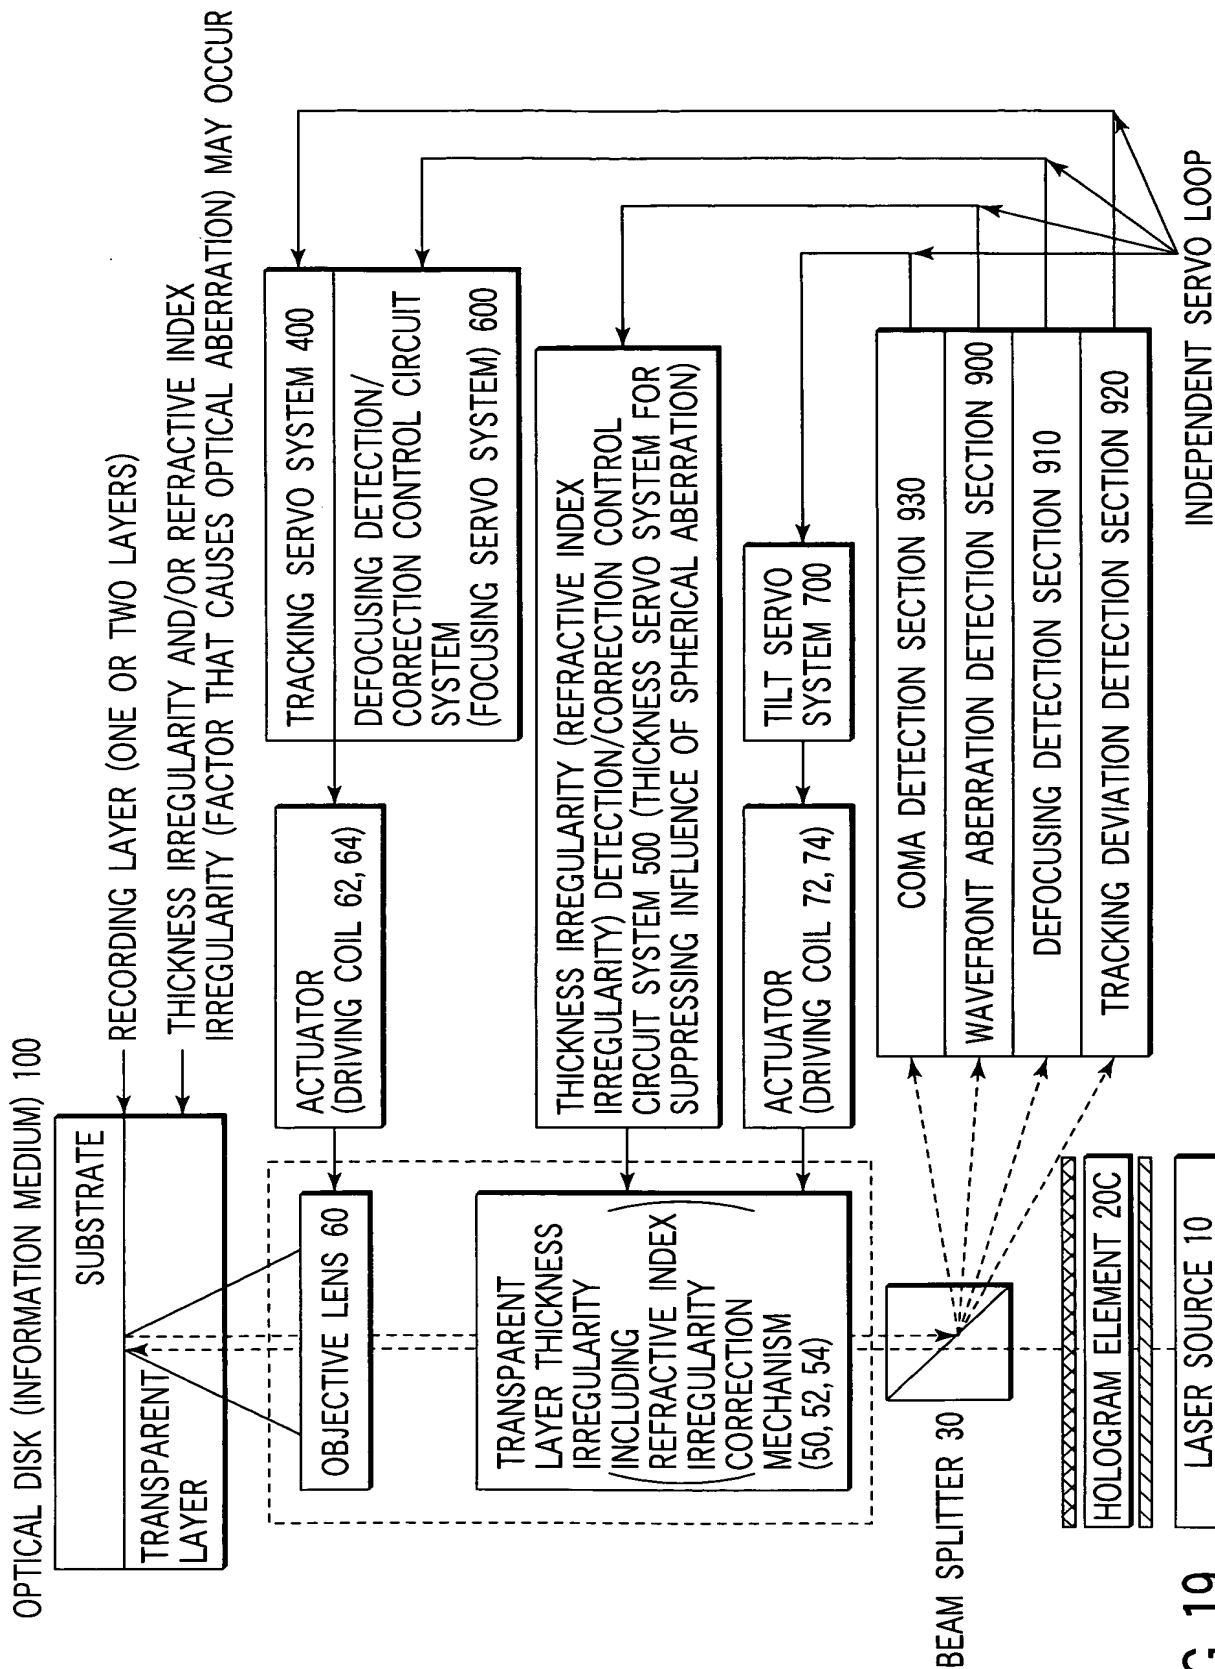 OPTICAL DISK (INFORMATION MEDIUM) 100
SUBSTRATE
TRANSPARENT
LAYER
RECORDING LAYER (ONE OR TWO LAYERS)
THICKNESS IRREGULARITY AND/OR REFRACTIVE INDEX
IRREGULARITY (FACTOR THAT CAUSES OPTICAL ABERRATION) MAY OCCUR
OBJECTIVE LENS 60
ACTUATOR
(DRIVING COIL 62, 64)
TRACKING SERVO SYSTEM 400
DEFOCUSING DETECTION/
CORRECTION CONTROL CIRCUIT
SYSTEM
(FOCUSING SERVO SYSTEM) 600
TRANSPARENT
LAYER THICKNESS
IRREGULARITY
(INCLUDING
REFRACTIVE INDEX
IRREGULARITY)
CORRECTION
MECHANISM
(50, 52, 54)
THICKNESS IRREGULARITY (REFRACTIVE INDEX
IRREGULARITY) DETECTION/CORRECTION CONTROL
CIRCUIT SYSTEM 500 (THICKNESS SERVO SYSTEM FOR
SUPPRESSING INFLUENCE OF SPHERICAL ABERRATION)
ACTUATOR
(DRIVING COIL 72, 74)
TILT SERVO
SYSTEM 700
COMA DETECTION SECTION 930
WAVEFRONT ABERRATION DETECTION SECTION 900
DEFOCUSING DETECTION SECTION 910
TRACKING DEVIATION DETECTION SECTION 920
BEAM SPLITTER 30
HOLOGRAM ELEMENT 20C
LASER SOURCE 10
INDEPENDENT SERVO LOOP
G 19